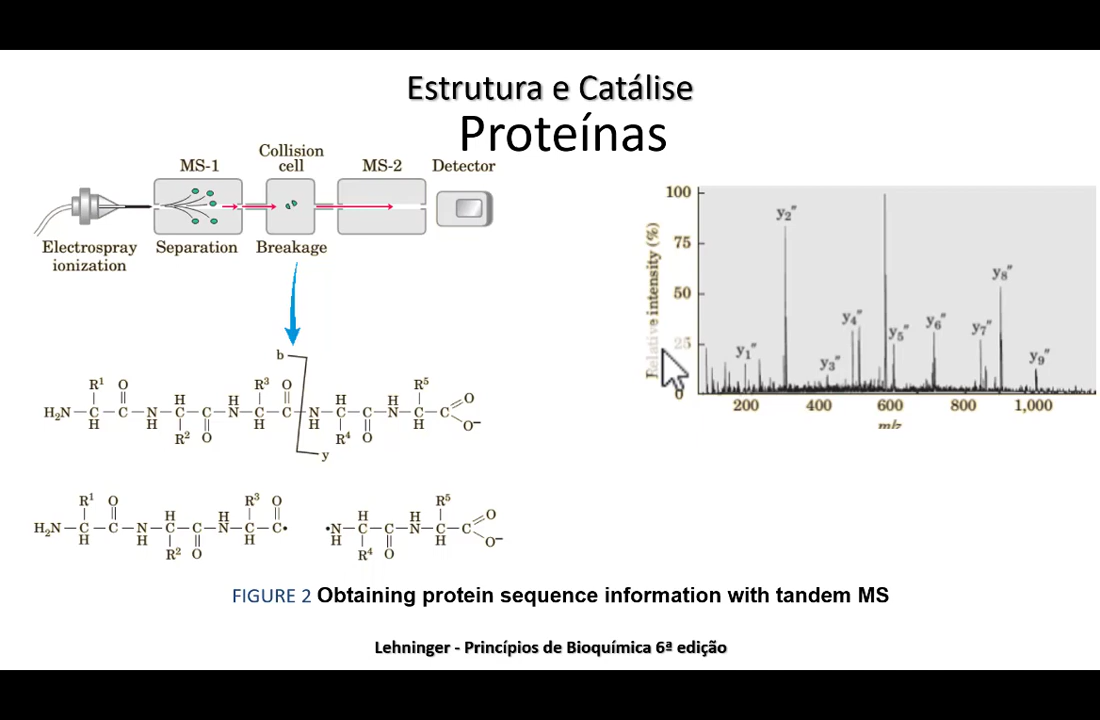 Estrutura e Catálise
Proteínas
MS-1
Collision
cell
MS-2
Detector
Electrospray
ionization
Separation
Breakage
b
R¹ O H H R³ O H H R⁵
H₂N—C—C—N—C—C—N—C—C—N—C—C—N—C—C O
H H R² O H H R⁴ O H O⁻
y
R¹ O H H R³ O
H₂N—C—C—N—C—C—N—C—C•
H H R² O H
H H R⁵
•N—C—C—N—C—C O
H R⁴ O H O⁻
Relative intensity (%)
100
75
50
25
0
y₁″
y₂″
y₃″
y₄″
y₅″
y₆″
y₇″
y₈″
y₉″
200 400 600 800 1,000
m/z
FIGURE 2 Obtaining protein sequence information with tandem MS
Lehninger - Princípios de Bioquímica 6ª edição